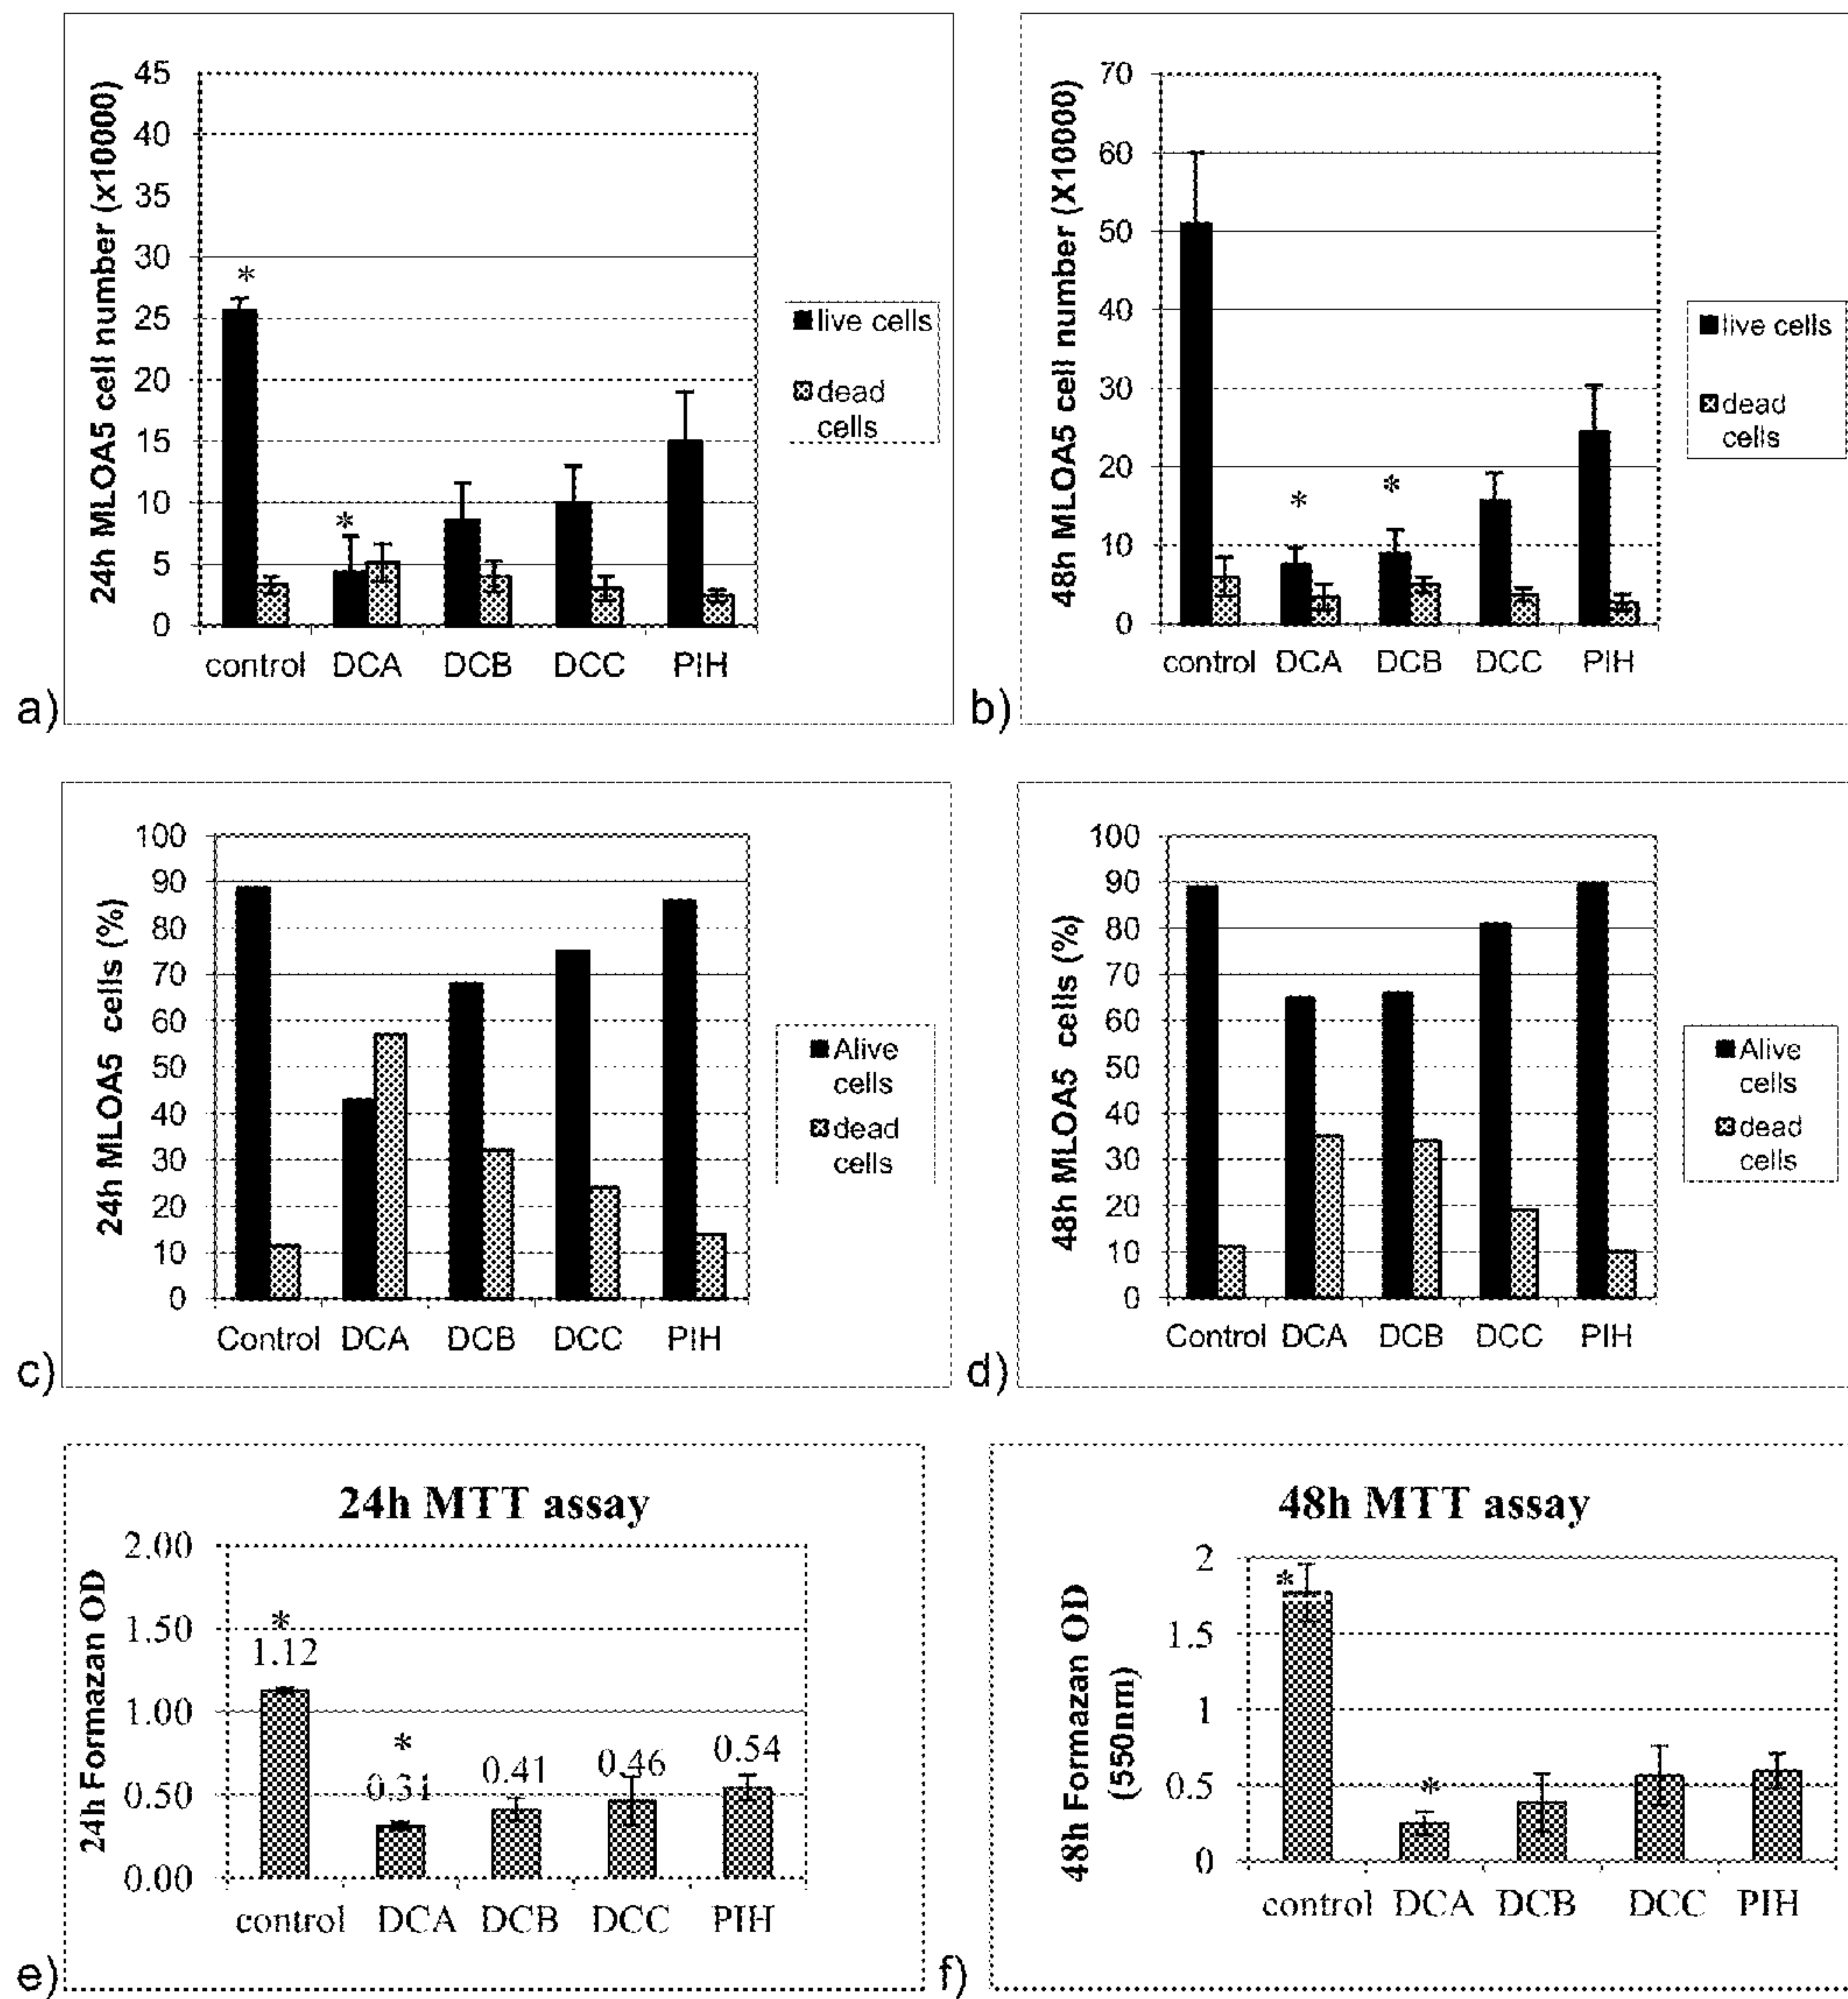 45
40
35
30
25
20
15
10
5
0
24h MLOA5 cell number (x10000)
*
*
control DCA DCB DCC PIH
live cells
dead
cells
a)
70
60
50
40
30
20
10
0
48h MLOA5 cell number (X10000)
*
*
control DCA DCB DCC PIH
live cells
dead
cells
b)
100
90
80
70
60
50
40
30
20
10
0
24h MLOA5 cells (%)
Control DCA DCB DCC PIH
Alive
cells
dead
cells
c)
100
90
80
70
60
50
40
30
20
10
0
48h MLOA5 cells (%)
Control DCA DCB DCC PIH
Alive
cells
dead
cells
d)
24h MTT assay
2.00
1.50
1.00
0.50
0.00
24h Formazan OD
*
1.12
*
0.31
0.41
0.46
0.54
control DCA DCB DCC PIH
e)
48h MTT assay
2
1.5
1
0.5
0
48h Formazan OD
(550nm)
*
*
control DCA DCB DCC PIH
f)